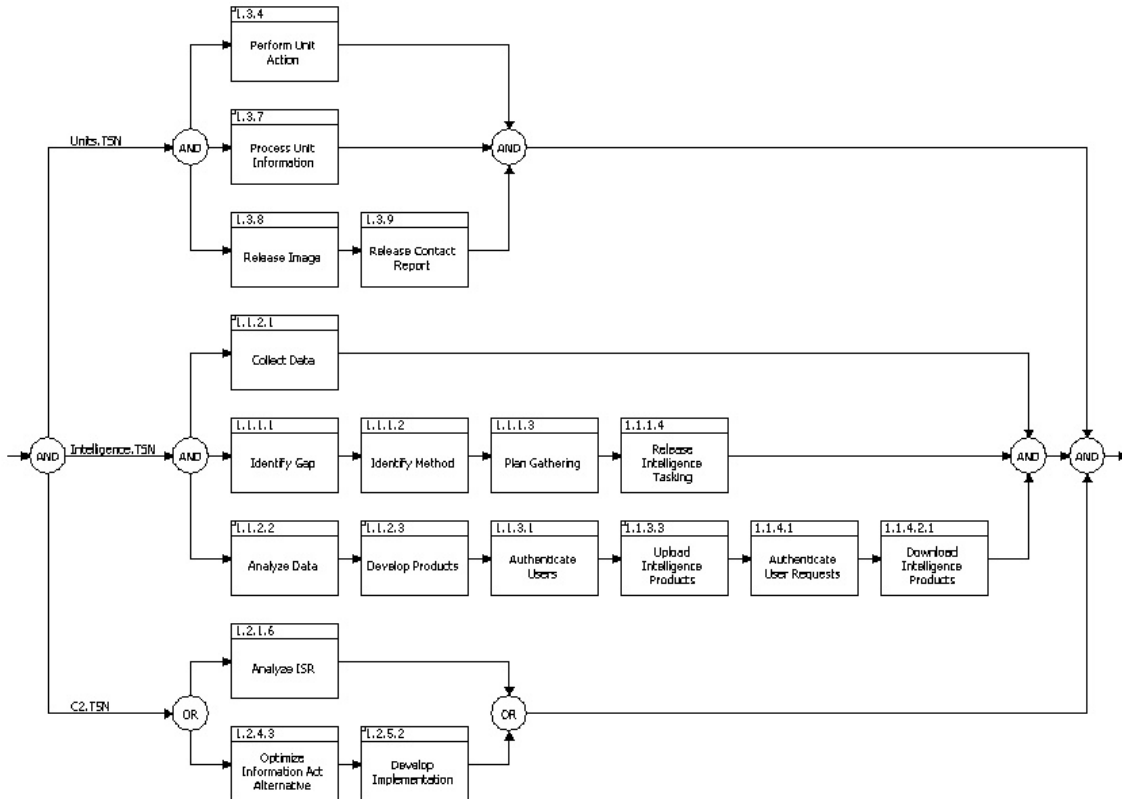 1.3.4
Perform Unit
Action
Units.TSN
AND
1.3.7
Process Unit
Information
AND
1.3.8
Release Image
1.3.9
Release Contact
Report
1.1.2.1
Collect Data
AND
Intelligence.TSN
AND
1.1.1.1
Identify Gap
1.1.1.2
Identify Method
1.1.1.3
Plan Gathering
1.1.1.4
Release
Intelligence
Tasking
AND
AND
1.1.2.2
Analyze Data
1.1.2.3
Develop Products
1.1.3.1
Authenticate
Users
1.1.3.3
Upload
Intelligence
Products
1.1.4.1
Authenticate
User Requests
1.1.4.2.1
Download
Intelligence
Products
1.2.1.6
Analyze ISR
C2.TSN
OR
OR
1.2.4.3
Optimize
Information Act
Alternative
1.2.5.2
Develop
Implementation